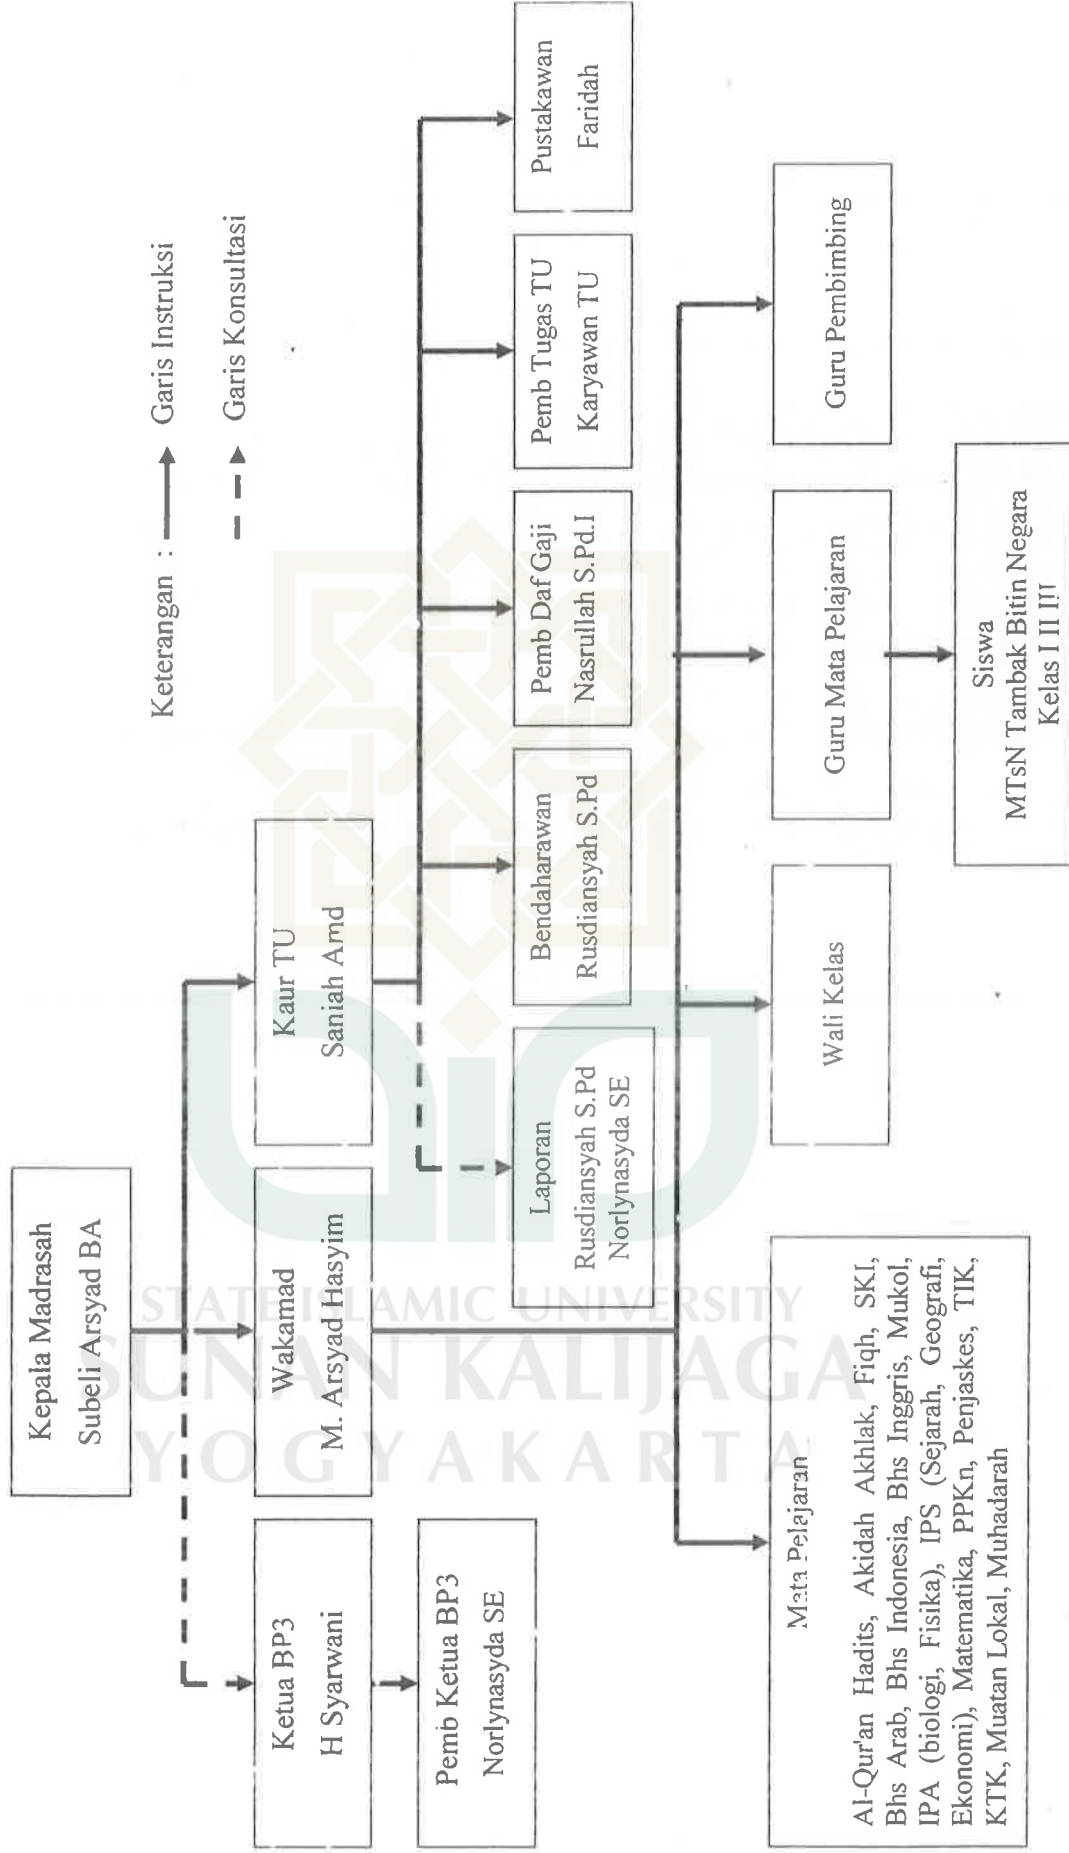 Kepala Madrasah
Subeli Arsyad BA
Keterangan :
Garis Instruksi
Garis Konsultasi
Ketua BP3
H Syarwani
Wakamad
M. Arsyad Hasyim
Kaur TU
Saniah Amd
Pemb Ketua BP3
Norlynasyda SE
Laporan
Rusdiansyah S.Pd
Norlynasyda SE
Bendaharawan
Rusdiansyah S.Pd
Pemb Daf Gaji
Nasrullah S.Pd.I
Pemb Tugas TU
Karyawan TU
Pustakawan
Faridah
Mata Pelajaran
Al-Qur'an Hadits, Akidah Akhlak, Fiqh, SKI,
Bhs Arab, Bhs Indonesia, Bhs Inggris, Mukol,
IPA (biologi, Fisika), IPS (Sejarah, Geografi,
Ekonomi), Matematika, PPKn, Penjaskes, TIK,
KTK, Muatan Lokal, Muhadarah
Wali Kelas
Guru Mata Pelajaran
Guru Pembimbing
Siswa
MTsN Tambak Bitin Negara
Kelas I II III
STATE ISLAMIC UNIVERSITY
SUNAN KALIJAGA
YOGYAKARTA